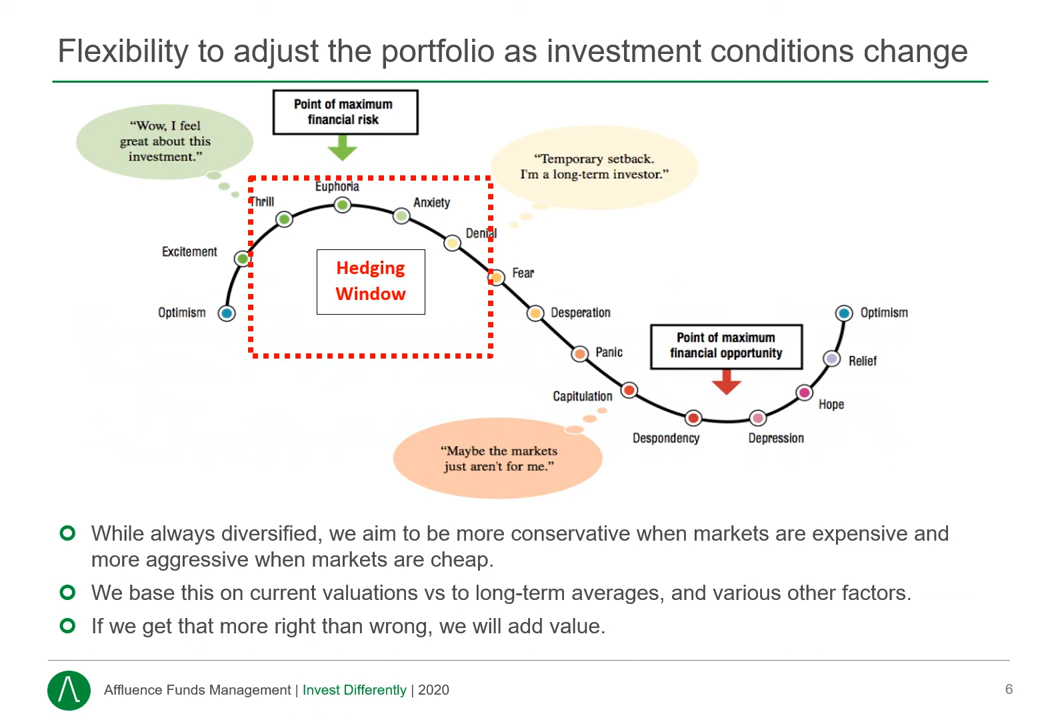 Flexibility to adjust the portfolio as investment conditions change
Point of maximum
financial risk
“Wow, I feel
great about this
investment.”
“Temporary setback.
I'm a long-term investor.”
Euphoria
Thrill
Anxiety
Denial
Excitement
Hedging
Window
Fear
Optimism
Desperation
Optimism
Point of maximum
financial opportunity
Panic
Relief
Capitulation
Hope
Despondency
Depression
“Maybe the markets
just aren't for me.”
While always diversified, we aim to be more conservative when markets are expensive and
more aggressive when markets are cheap.
We base this on current valuations vs to long-term averages, and various other factors.
If we get that more right than wrong, we will add value.
Affluence Funds Management | Invest Differently | 2020
6